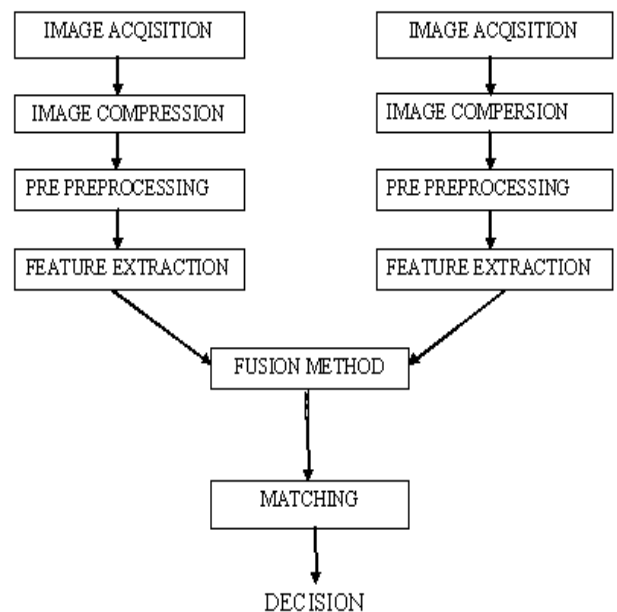 IMAGE ACQISITION
IMAGE ACQISITION
IMAGE COMPRESSION
IMAGE COMPERSION
PRE PREPROCESSING
PRE PREPROCESSING
FEATURE EXTRACTION
FEATURE EXTRACTION
FUSION METHOD
MATCHING
DECISION